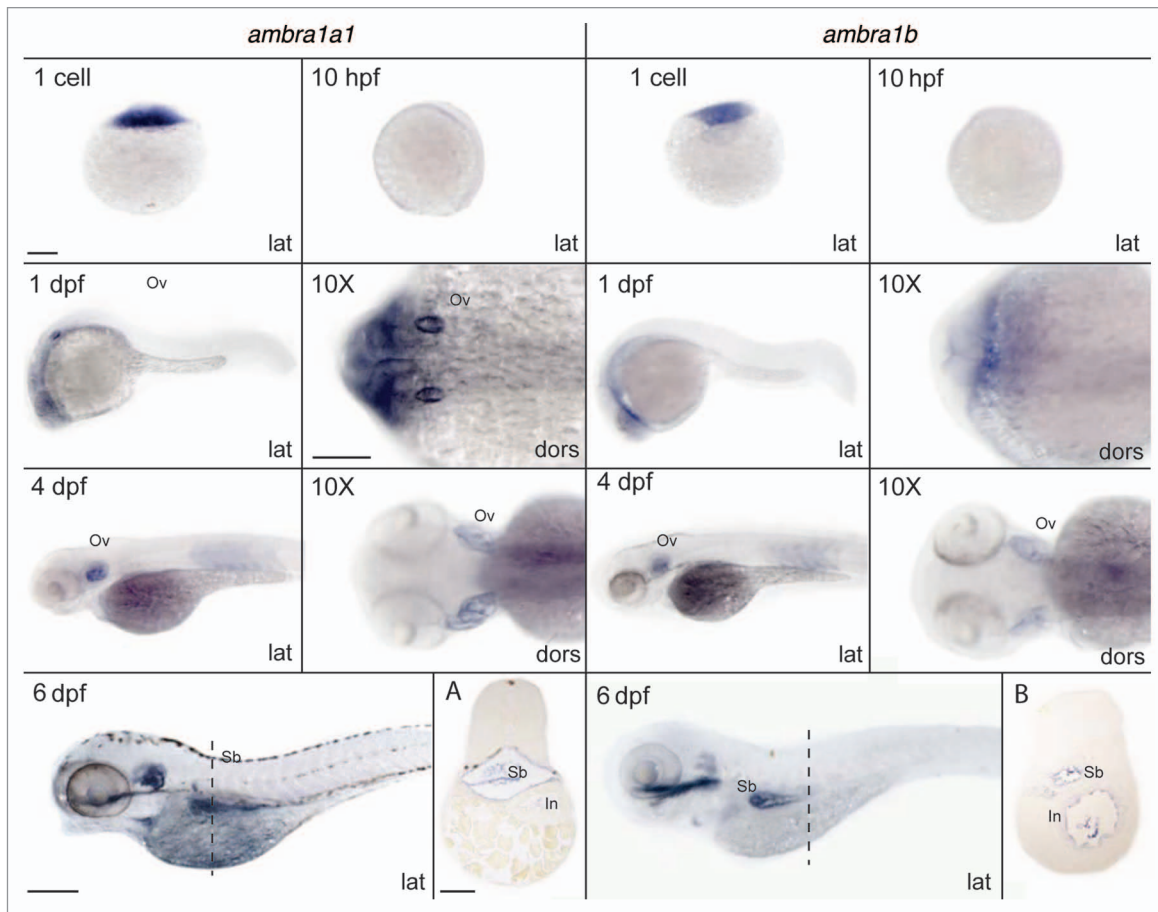 ambra1a1
ambra1b
1 cell
lat
10 hpf
lat
1 cell
lat
10 hpf
lat
1 dpf
Ov
lat
10X
Ov
dors
1 dpf
lat
10X
dors
4 dpf
Ov
lat
10X
Ov
dors
4 dpf
Ov
lat
10X
Ov
dors
6 dpf
Sb
lat
A
Sb
In
6 dpf
Sb
lat
B
Sb
In